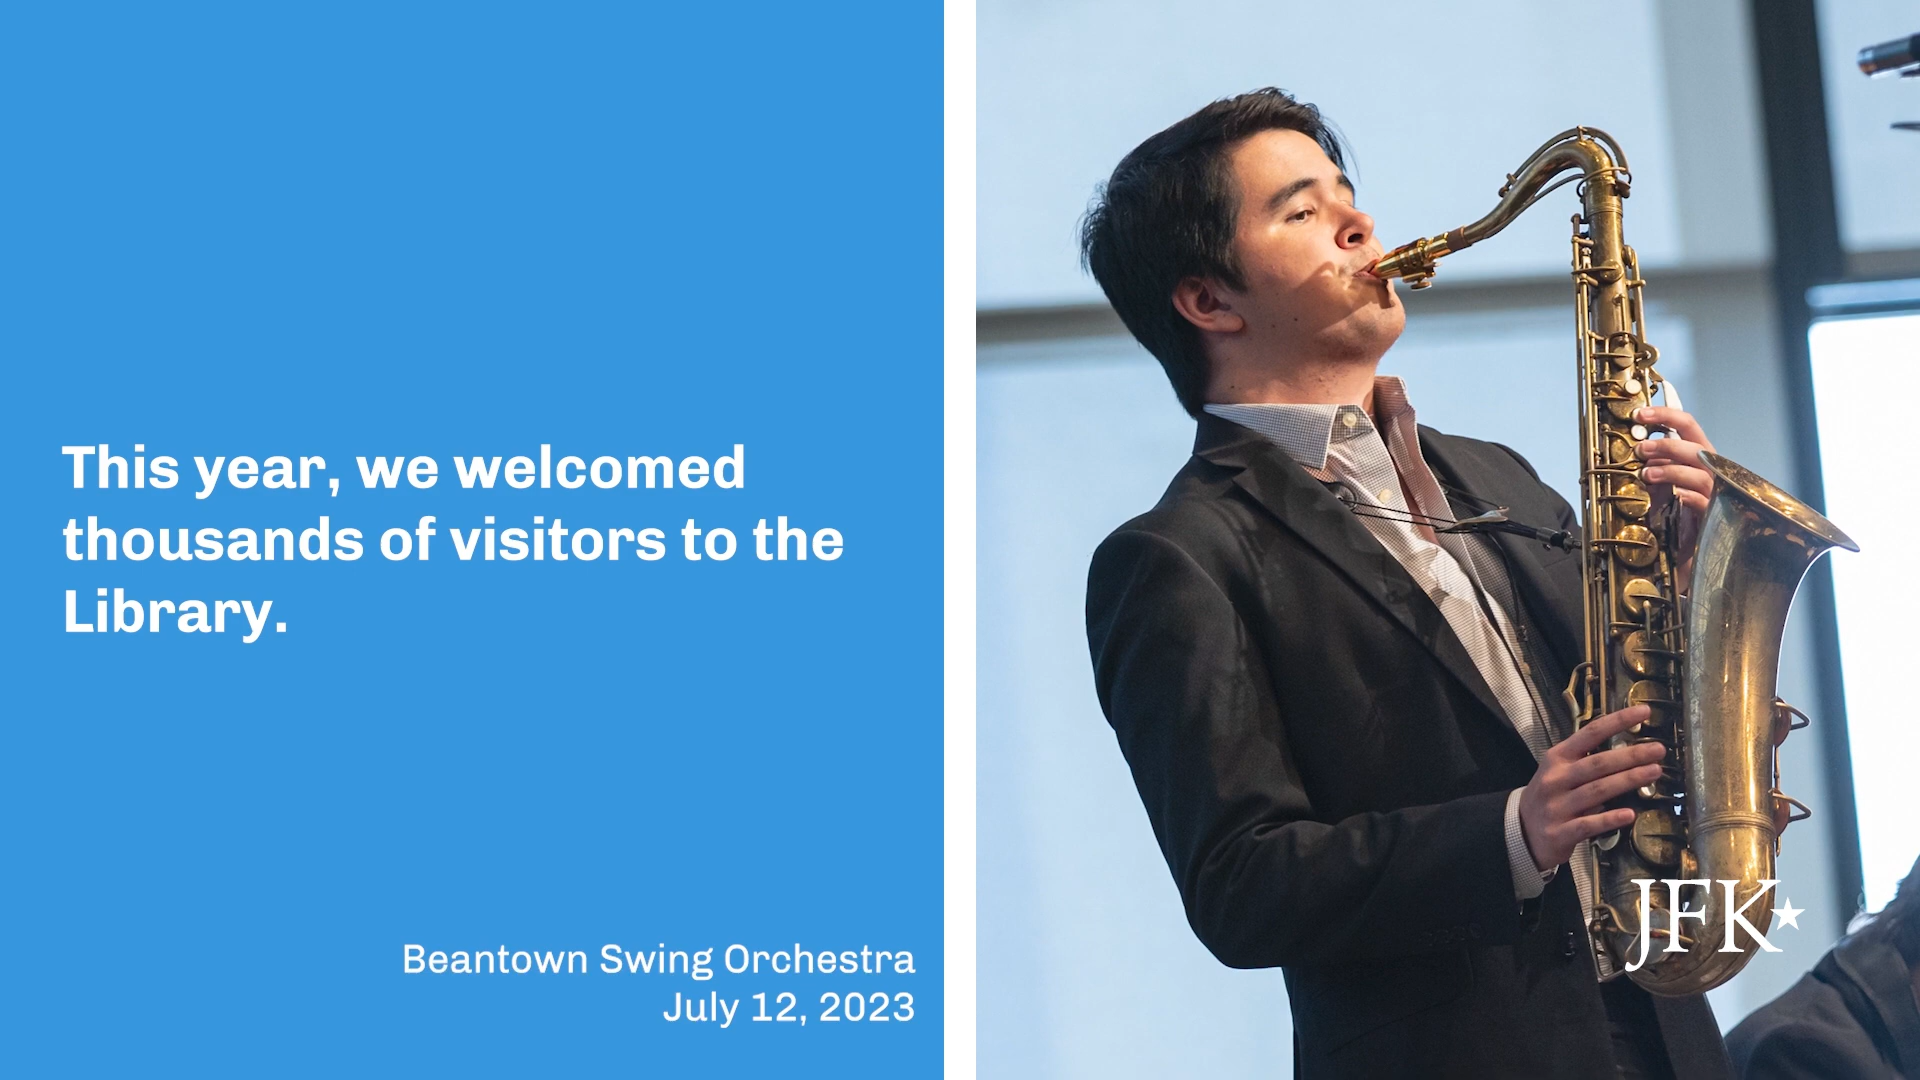 This year, we welcomed
thousands of visitors to the
Library.
Beantown Swing Orchestra
July 12, 2023
JFK